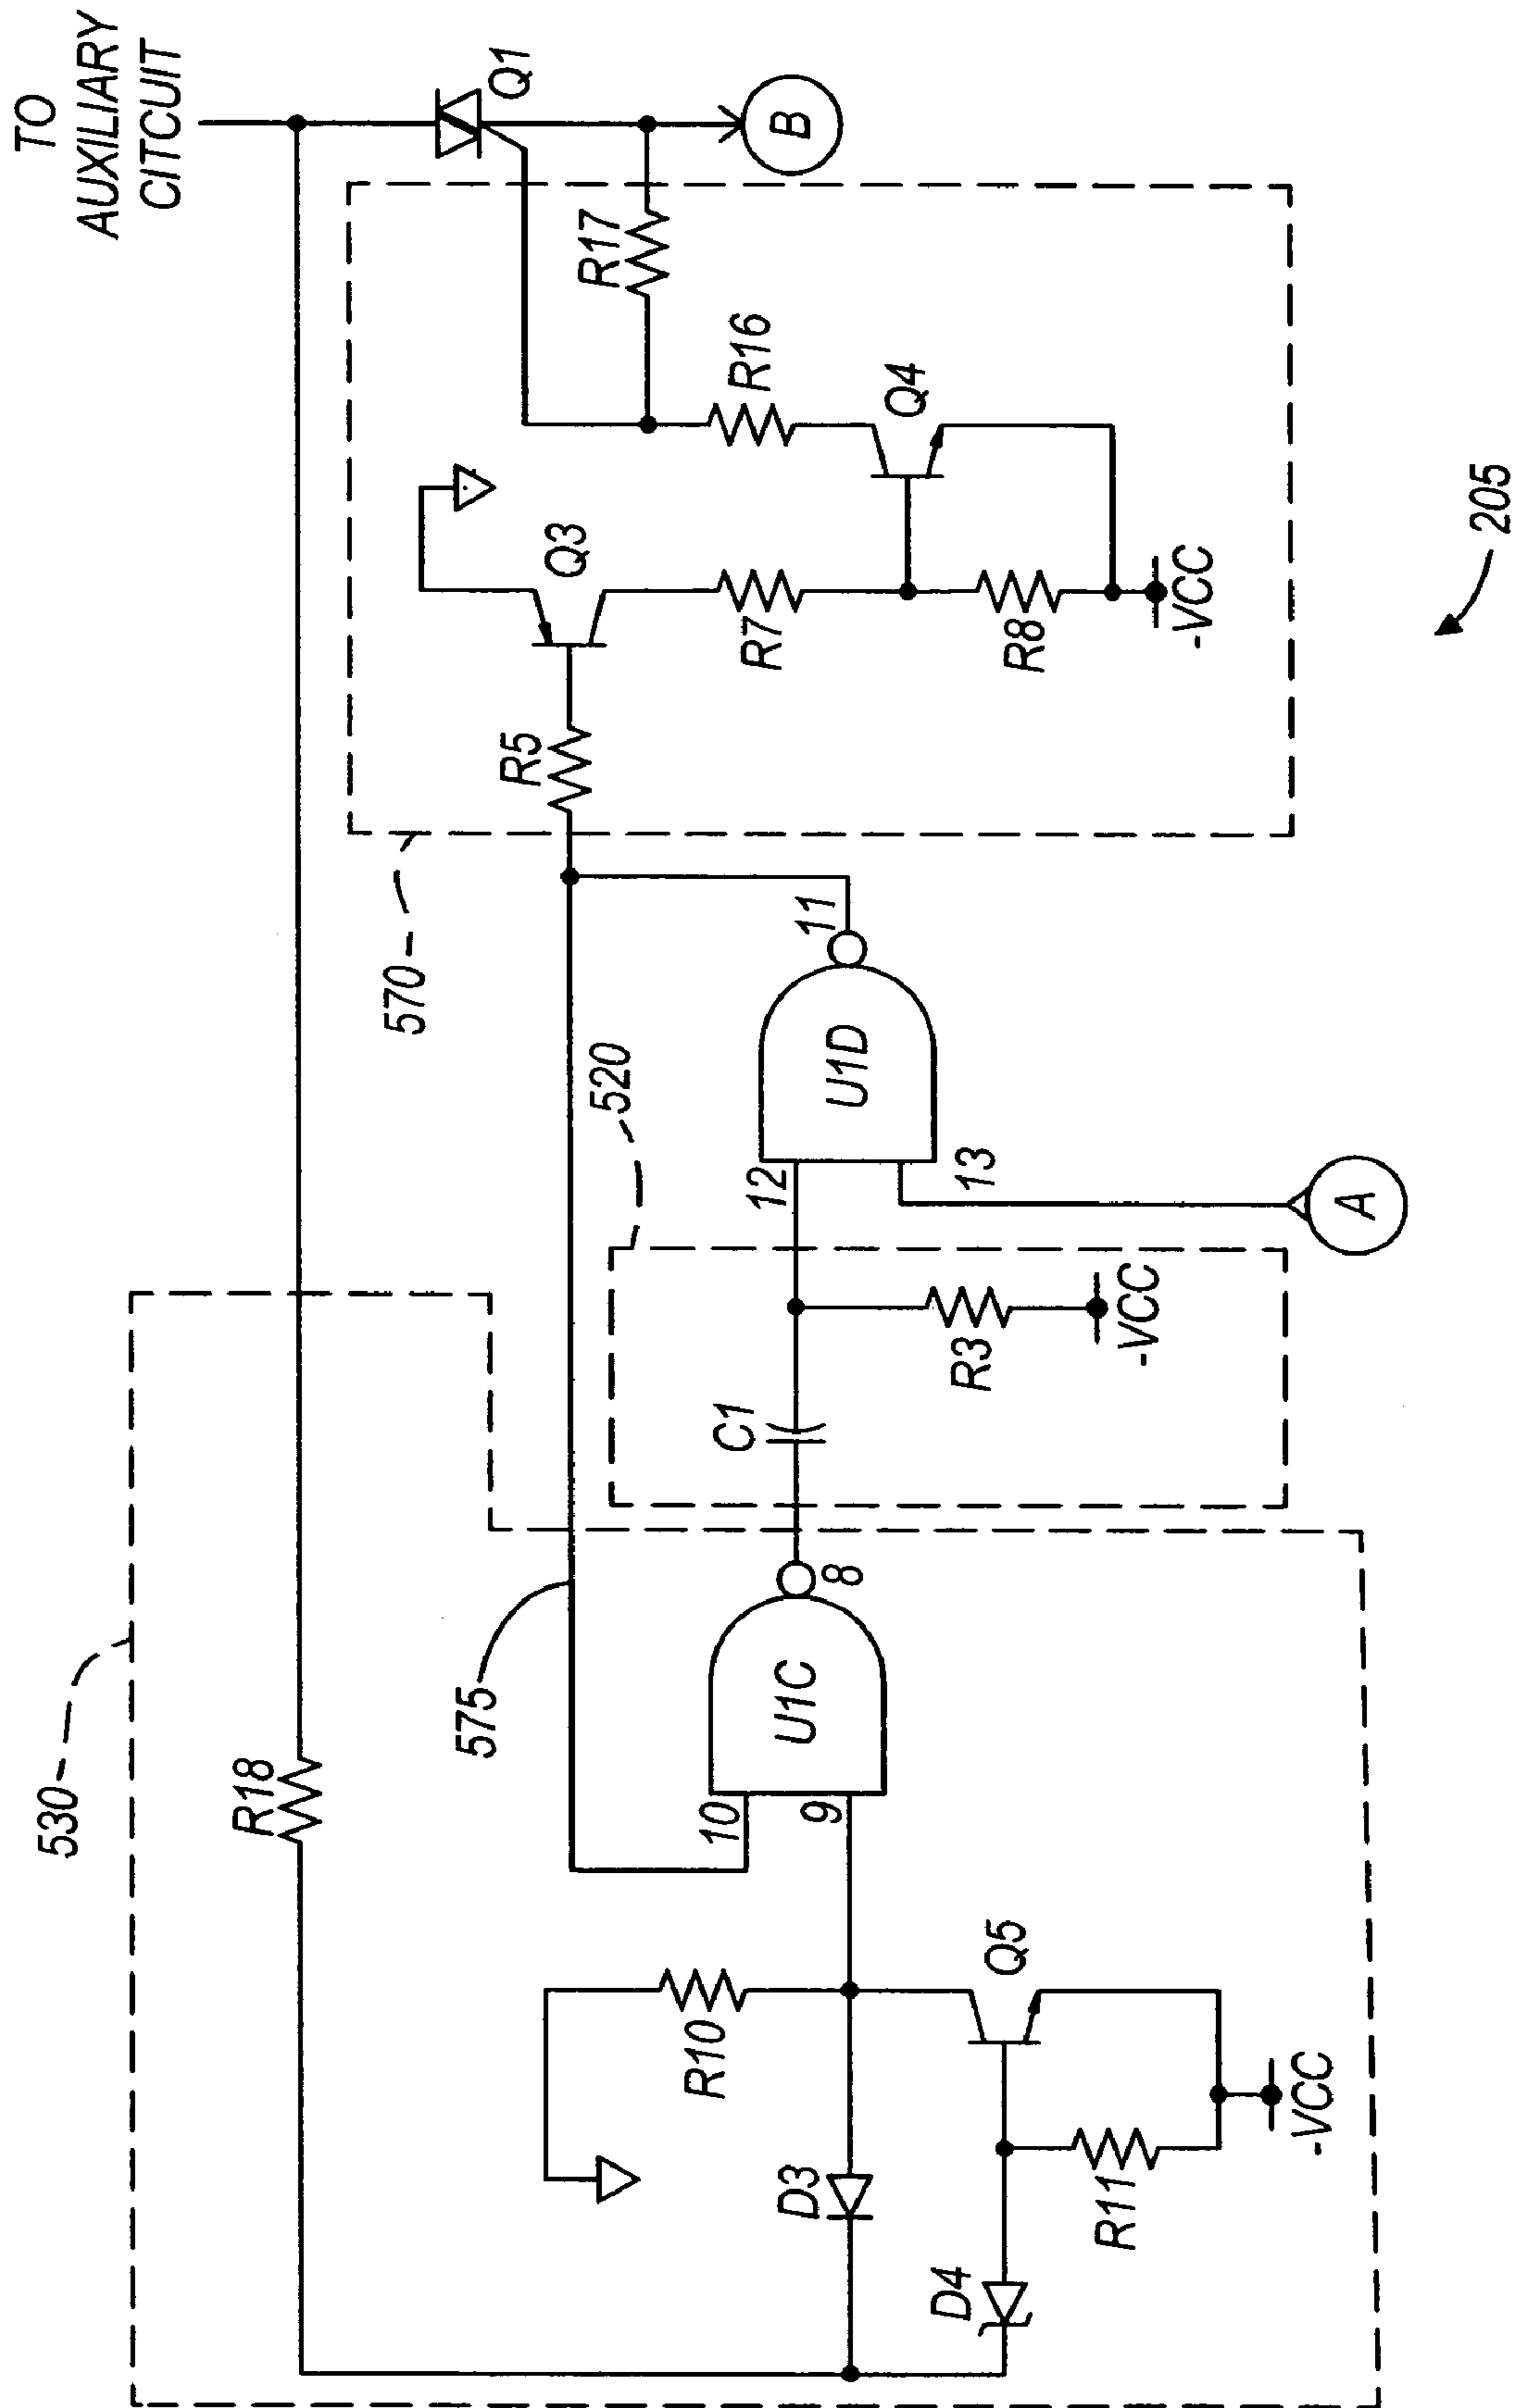 TO
AUXILIARY
CITCUIT
Q1
B
530
R18
575
570
R17
R16
Q3
Q4
R5
R7
R8
-VCC
520
10
9
U1C
8
C1
R3
-VCC
12
13
U1D
11
A
R10
D3
Q5
D4
R11
-VCC
205